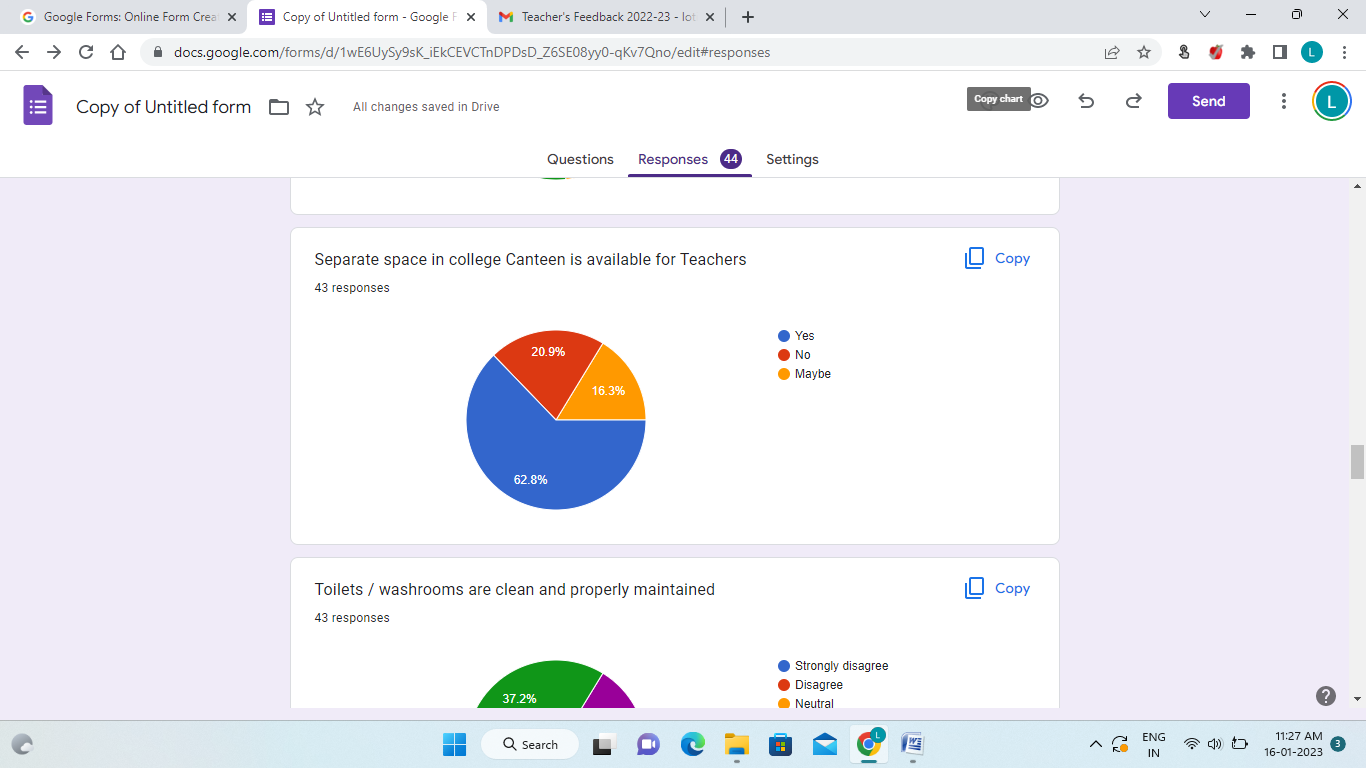 Google Forms: Online Form Crea
Copy of Untitled form - Google F
Teacher's Feedback 2022-23 - lot
docs.google.com/forms/d/1wE6UySy9sK_iEkCEVCTnDPDsD_Z6SE08yy0-qKv7Qno/edit#responses
L
Copy of Untitled form
All changes saved in Drive
Copy chart
Send
L
Questions
Responses 44
Settings
Separate space in college Canteen is available for Teachers
Copy
43 responses
Yes
No
Maybe
20.9%
16.3%
62.8%
Toilets / washrooms are clean and properly maintained
Copy
43 responses
Strongly disagree
Disagree
Neutral
37.2%
Search
L
ENG
IN
11:27 AM
16-01-2023
3